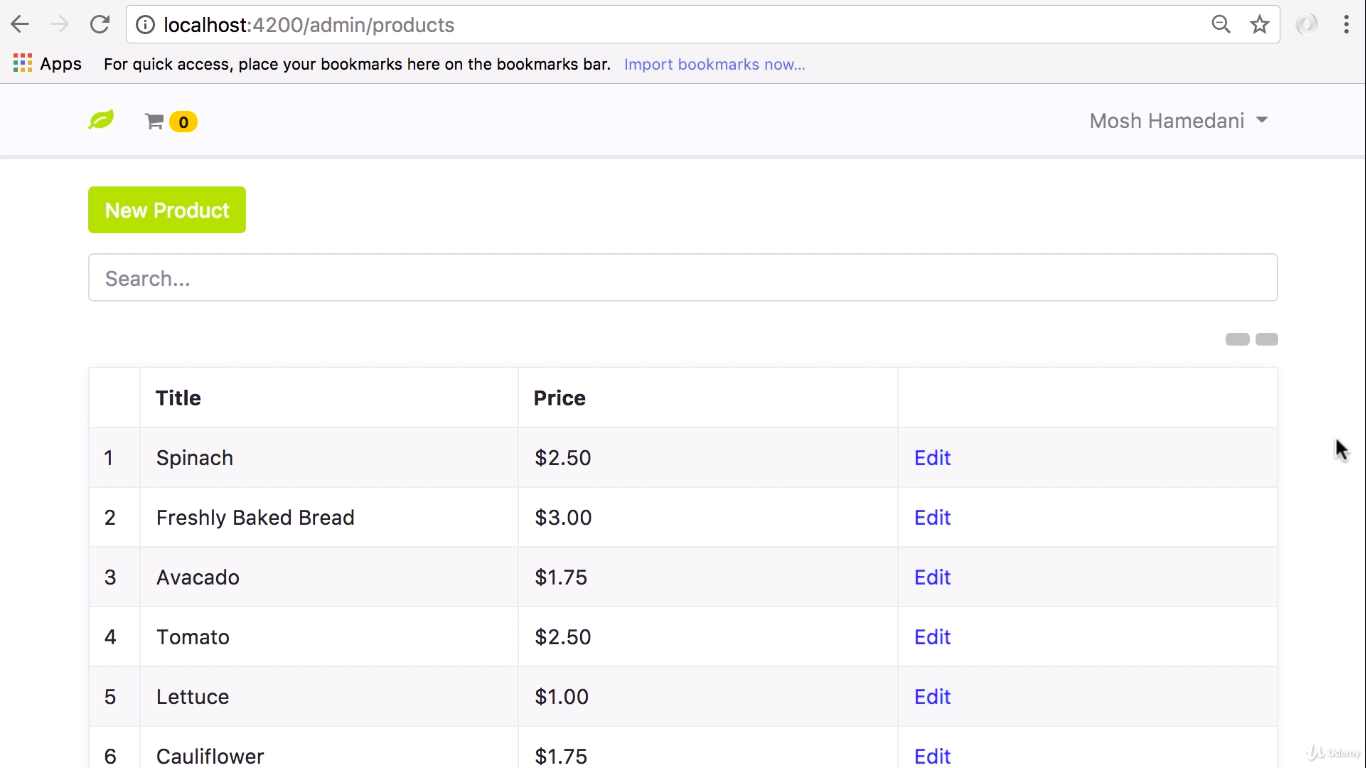 localhost:4200/admin/products
Apps For quick access, place your bookmarks here on the bookmarks bar. Import bookmarks now...
0 Mosh Hamedani
New Product
Search...
Title Price
1 Spinach $2.50 Edit
2 Freshly Baked Bread $3.00 Edit
3 Avacado $1.75 Edit
4 Tomato $2.50 Edit
5 Lettuce $1.00 Edit
6 Cauliflower $1.75 Edit
Udemy